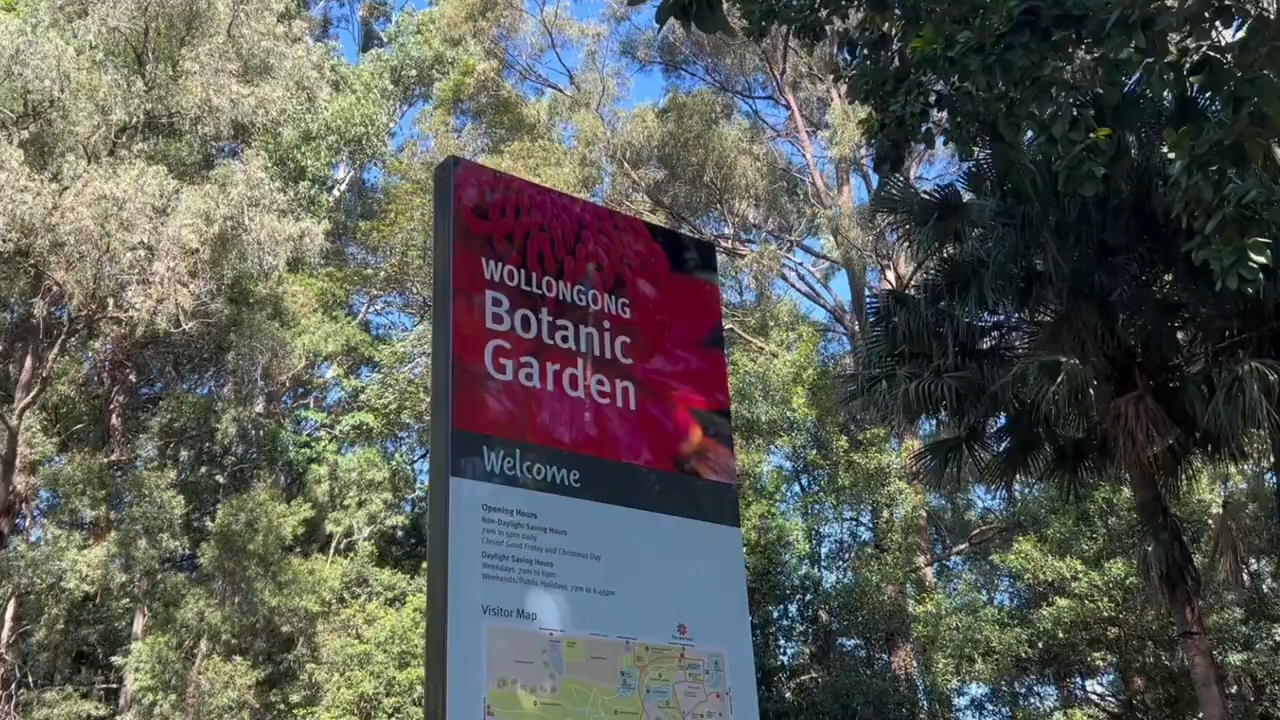 WOLLONGONG
Botanic
Garden
Welcome
Opening Hours
Non-Daylight Saving Hours
7am to 5pm daily
Closed Good Friday and Christmas Day
Daylight Saving Hours
Weekdays 7am to 6pm
Weekends/Public Holidays 7am to 6.45pm
Visitor Map